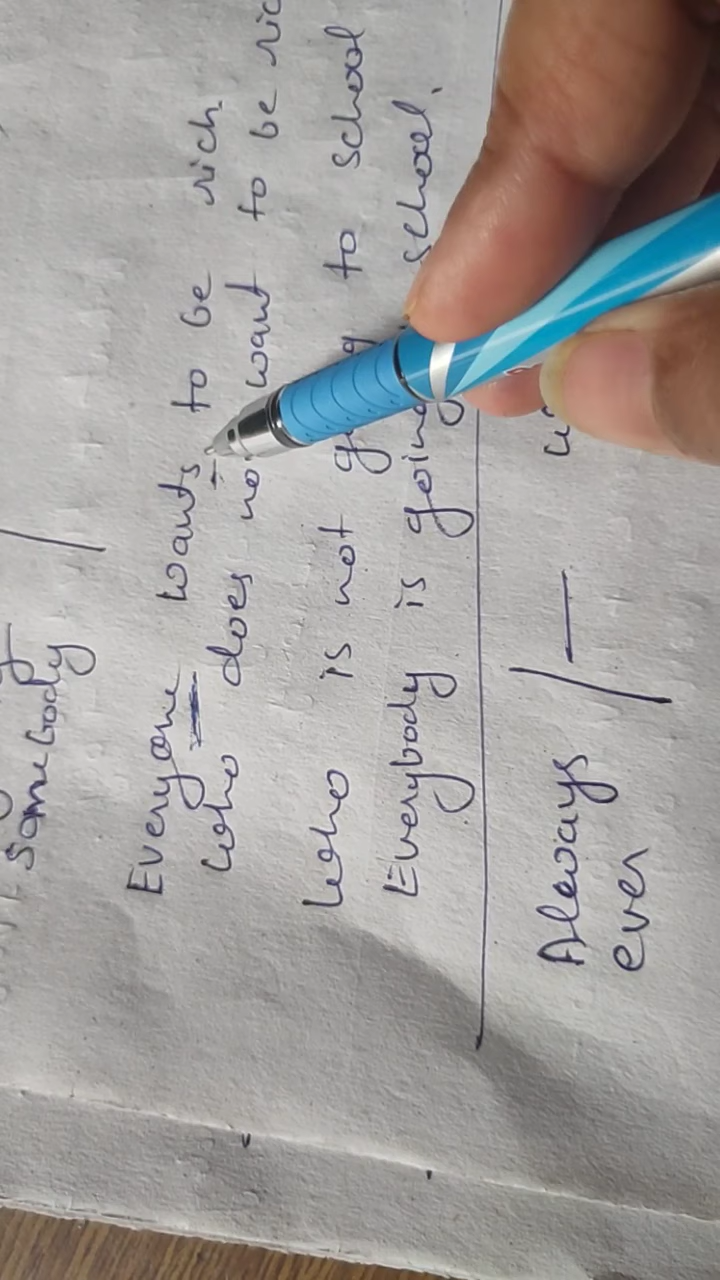 somebody
Everyone wants to be rich
Who does want to be
Who is not to school
Everybody is going school.
Always
ever